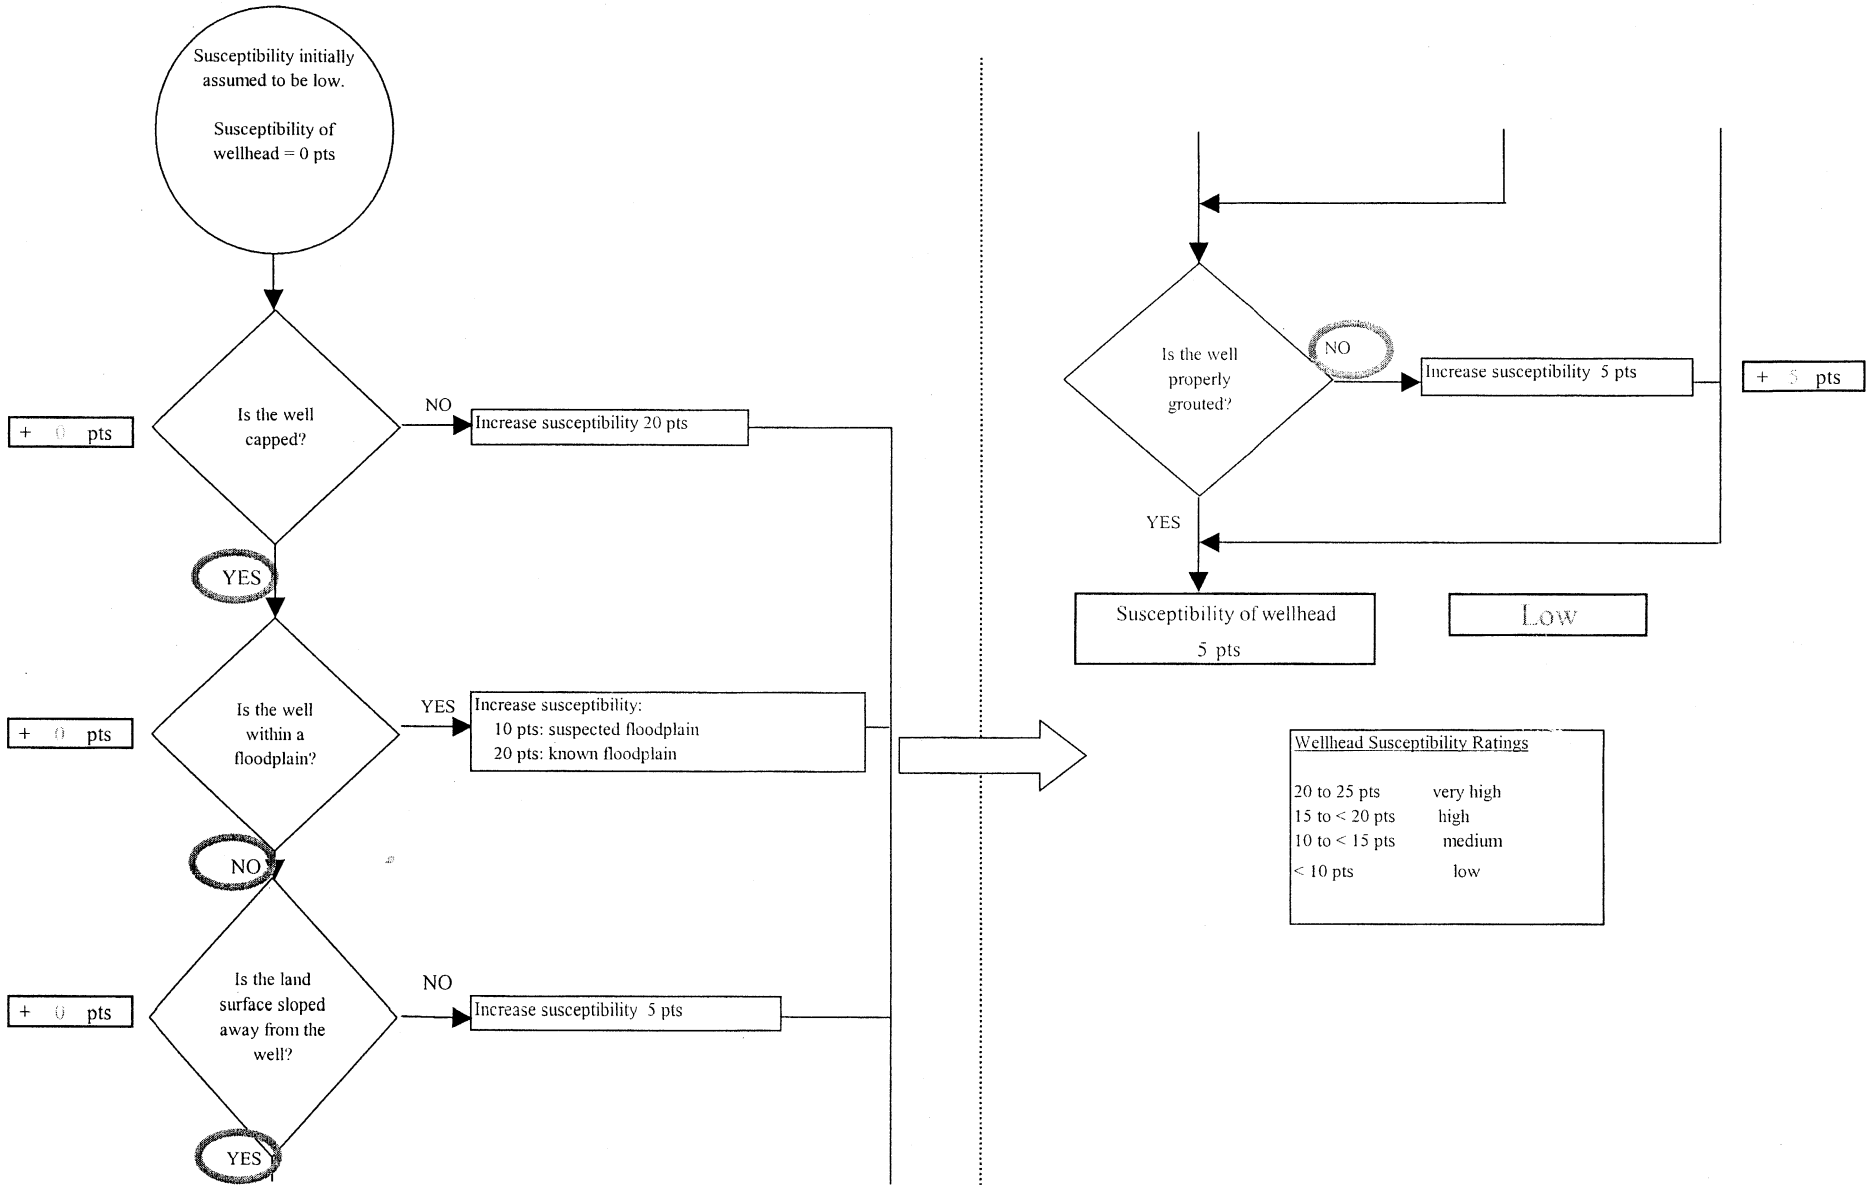 Susceptibility initially
assumed to be low.
Susceptibility of
wellhead = 0 pts
+ 0 pts
Is the well
capped?
NO
Increase susceptibility 20 pts
YES
+ 0 pts
Is the well
within a
floodplain?
YES
Increase susceptibility:
10 pts: suspected floodplain
20 pts: known floodplain
NO
+ 0 pts
Is the land
surface sloped
away from the
well?
NO
Increase susceptibility 5 pts
YES
Is the well
properly
grouted?
NO
Increase susceptibility 5 pts
+ 5 pts
YES
Susceptibility of wellhead
5 pts
Low
Wellhead Susceptibility Ratings
20 to 25 pts very high
15 to < 20 pts high
10 to < 15 pts medium
< 10 pts low